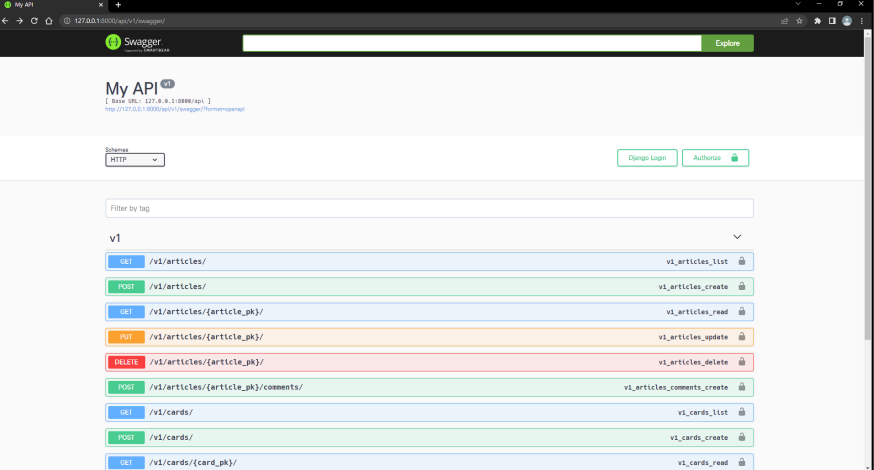 My API
127.0.0.1:8000/api/v1/swagger/
Swagger
Supported by SMARTBEAR
Explore
My API v1
[ Base URL: 127.0.0.1:8000/api ]
http://127.0.0.1:8000/api/v1/swagger/?format=openapi
Schemes
HTTP
Django Login
Authorize
Filter by tag
v1
GET /v1/articles/ v1_articles_list
POST /v1/articles/ v1_articles_create
GET /v1/articles/{article_pk}/ v1_articles_read
PUT /v1/articles/{article_pk}/ v1_articles_update
DELETE /v1/articles/{article_pk}/ v1_articles_delete
POST /v1/articles/{article_pk}/comments/ v1_articles_comments_create
GET /v1/cards/ v1_cards_list
POST /v1/cards/ v1_cards_create
GET /v1/cards/{card_pk}/ v1_cards_read